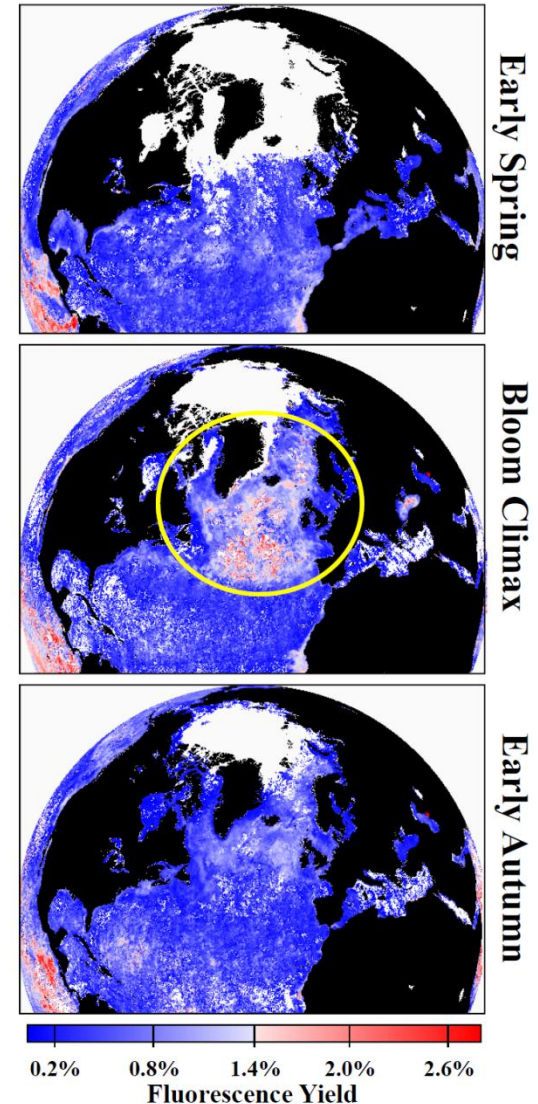 Early Spring
Bloom Climax
Early Autumn
0.2% 0.8% 1.4% 2.0% 2.6%
Fluorescence Yield